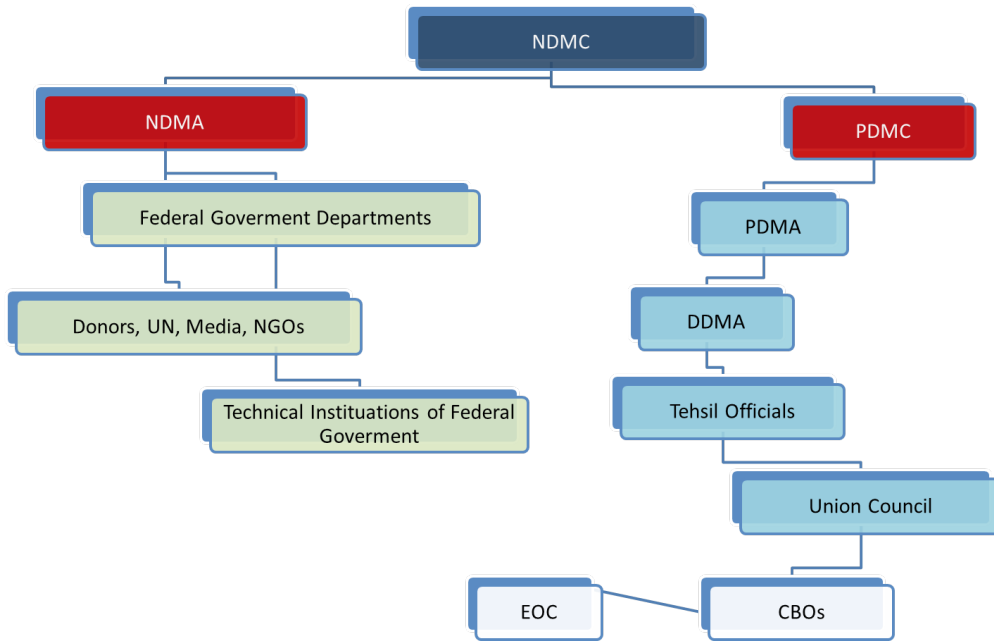 NDMC
NDMA
PDMC
Federal Goverment Departments
PDMA
Donors, UN, Media, NGOs
DDMA
Technical Instituations of Federal
Goverment
Tehsil Officials
Union Council
EOC
CBOs